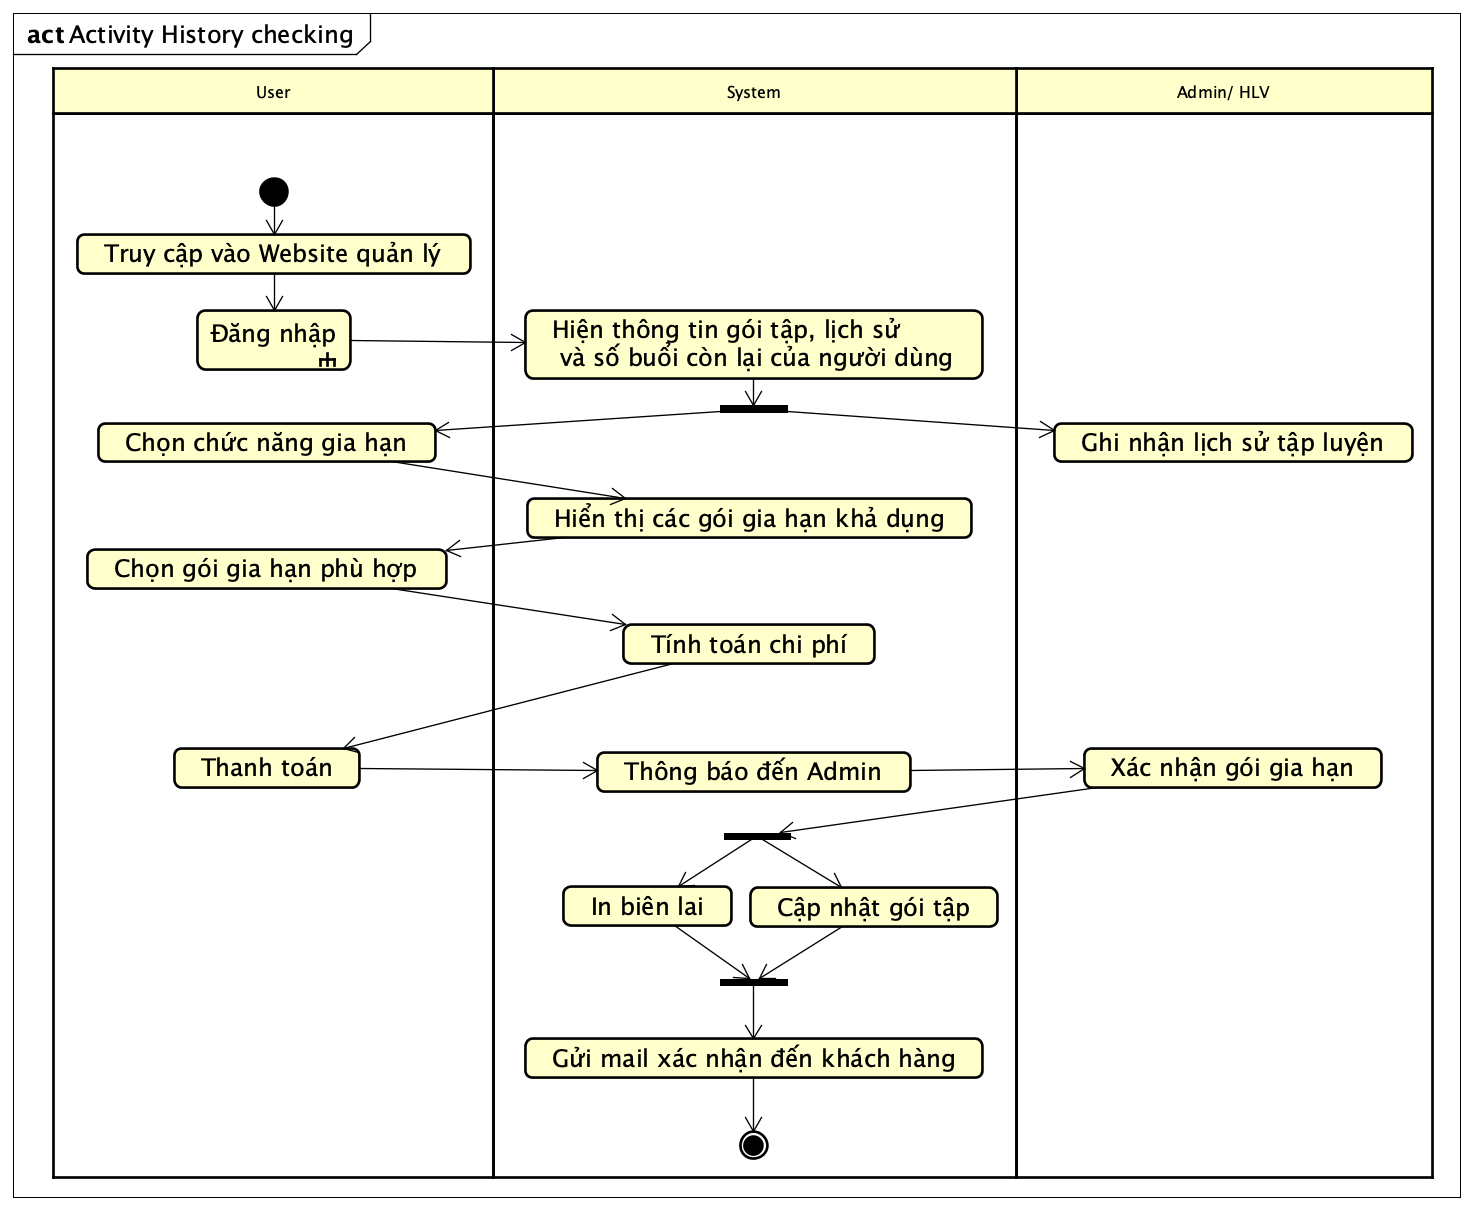 act Activity History checking
User
System
Admin/ HLV
Truy cập vào Website quản lý
Đăng nhập
Hiện thông tin gói tập, lịch sử
và số buổi còn lại của người dùng
Chọn chức năng gia hạn
Ghi nhận lịch sử tập luyện
Hiển thị các gói gia hạn khả dụng
Chọn gói gia hạn phù hợp
Tính toán chi phí
Thanh toán
Thông báo đến Admin
Xác nhận gói gia hạn
In biên lai
Cập nhật gói tập
Gửi mail xác nhận đến khách hàng